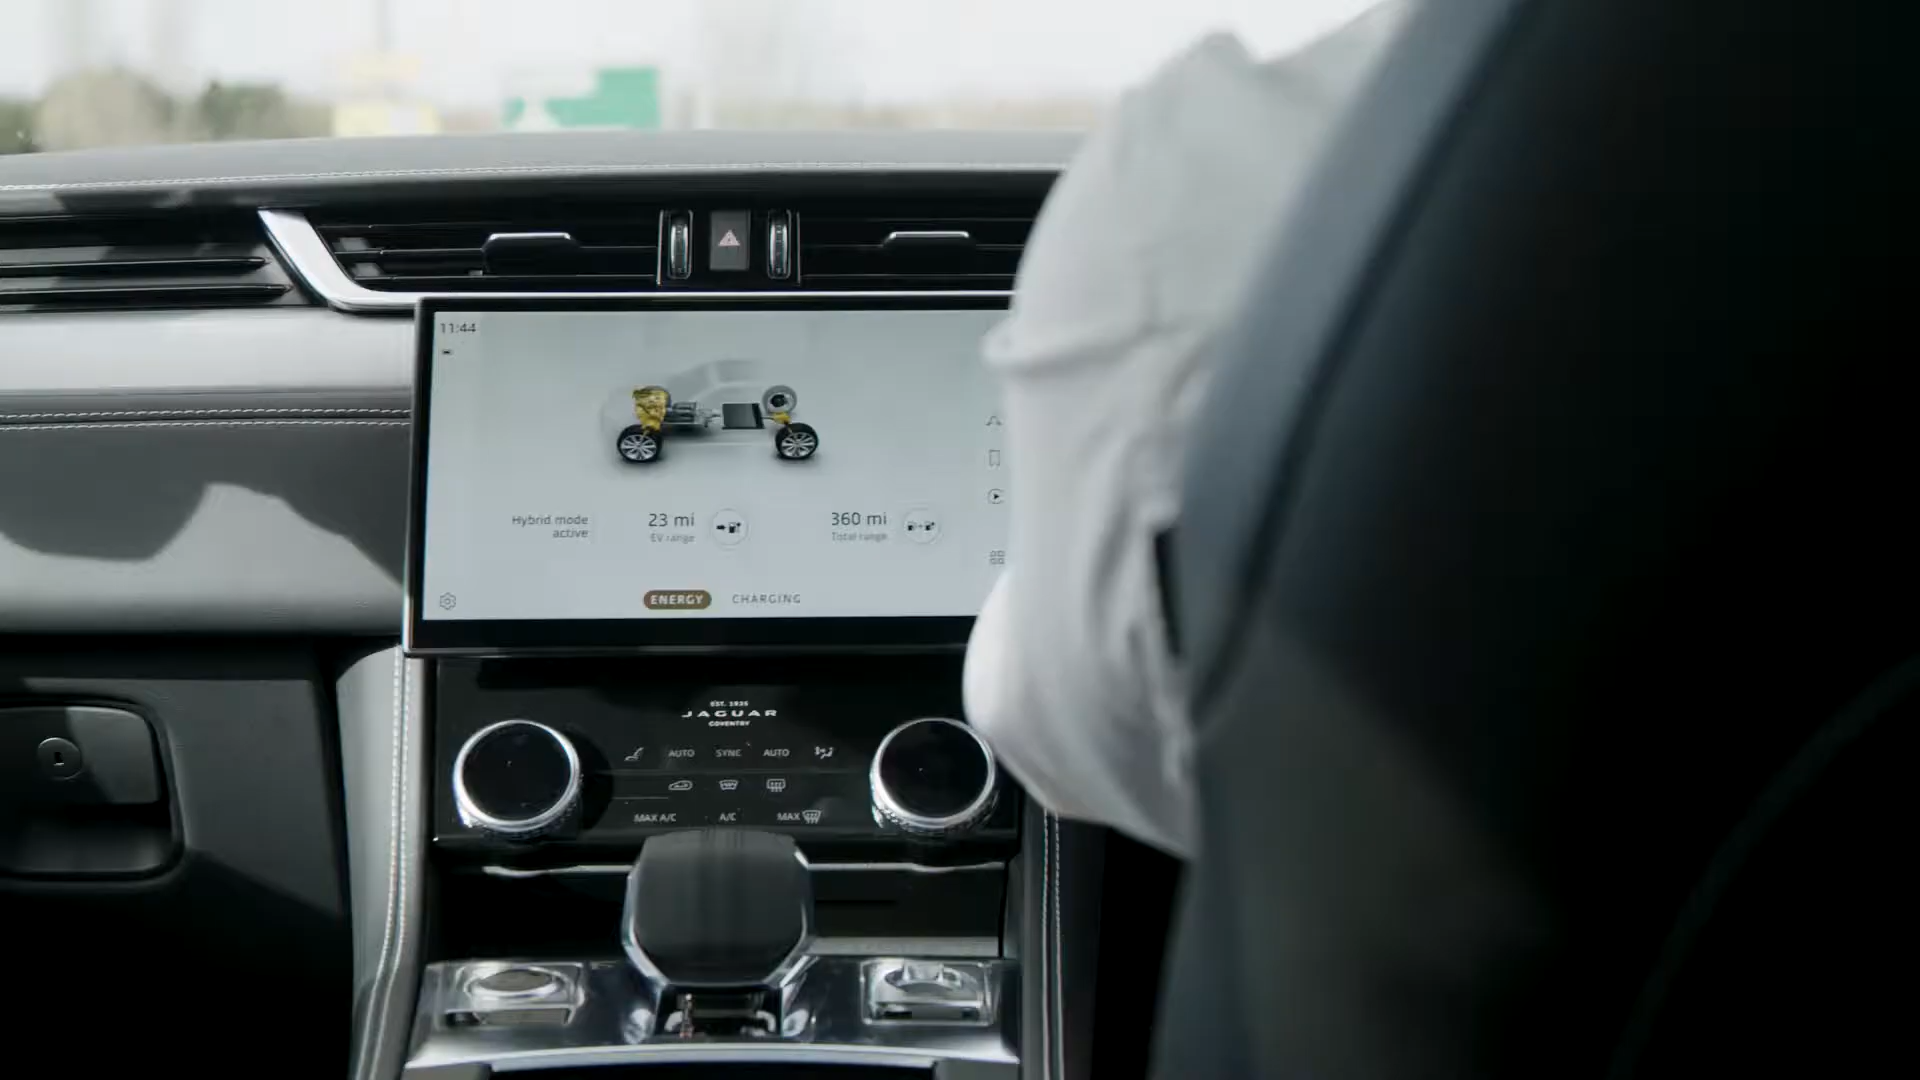 11:44
Hybrid mode
active
23 mi
EV range
360 mi
Total range
ENERGY CHARGING
EST. 1935
JAGUAR
COVENTRY
AUTO SYNC AUTO
MAX A/C A/C MAX